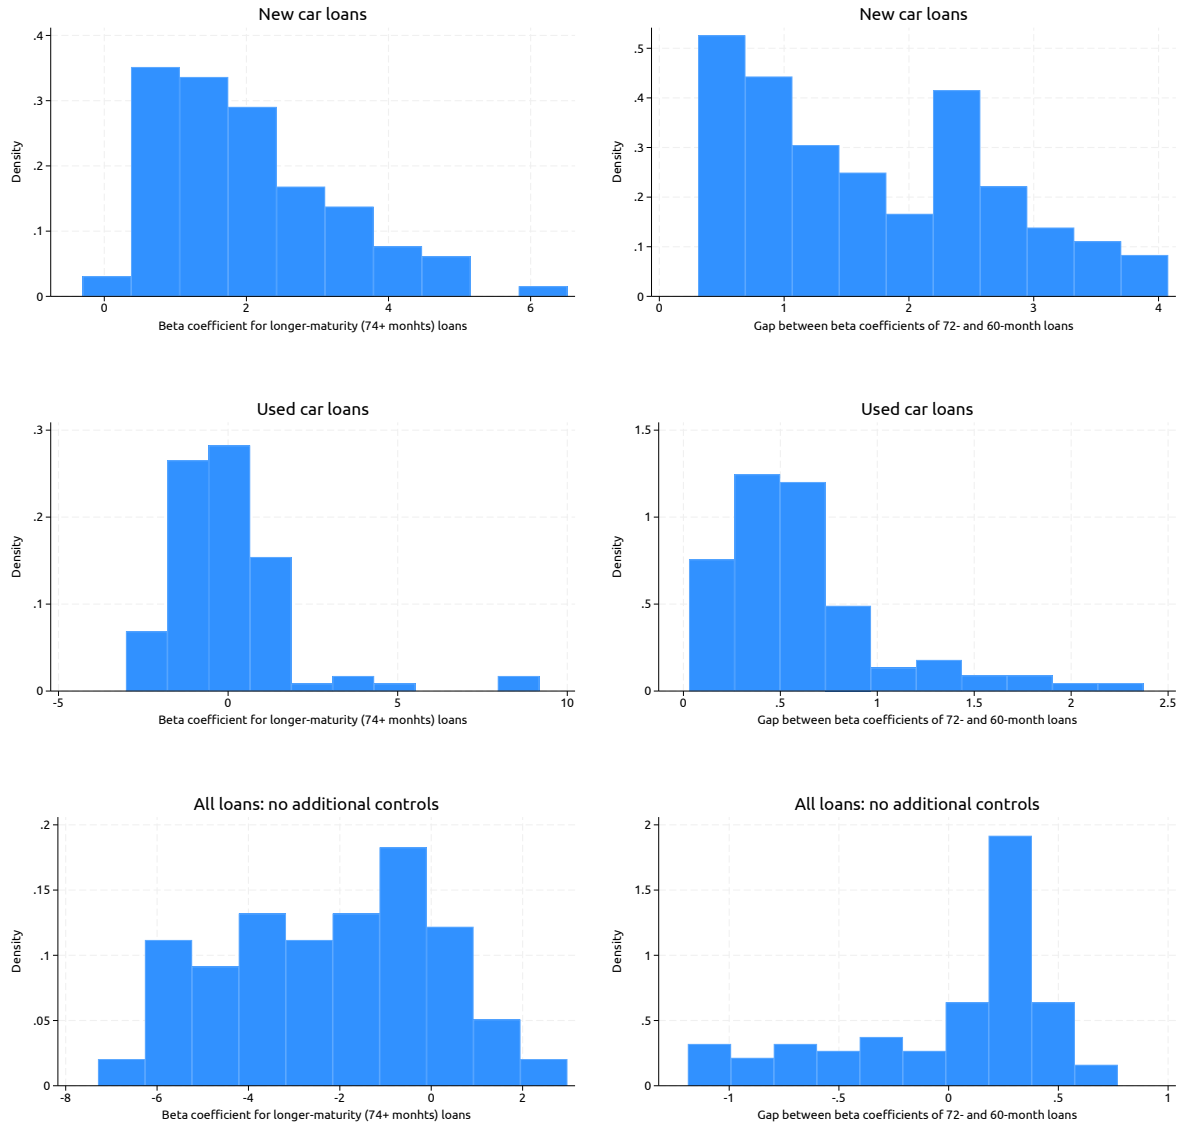 New car loans
Density
.4
.3
.2
.1
0
0 2 4 6
Beta coefficient for longer-maturity (74+ monhts) loans
New car loans
Density
.5
.4
.3
.2
.1
0
0 1 2 3 4
Gap between beta coefficients of 72- and 60-month loans
Used car loans
Density
.3
.2
.1
0
-5 0 5 10
Beta coefficient for longer-maturity (74+ monhts) loans
Used car loans
Density
1.5
1
.5
0
0 .5 1 1.5 2 2.5
Gap between beta coefficients of 72- and 60-month loans
All loans: no additional controls
Density
.2
.15
.1
.05
0
-8 -6 -4 -2 0 2
Beta coefficient for longer-maturity (74+ monhts) loans
All loans: no additional controls
Density
2
1.5
1
.5
0
-1 -.5 0 .5 1
Gap between beta coefficients of 72- and 60-month loans